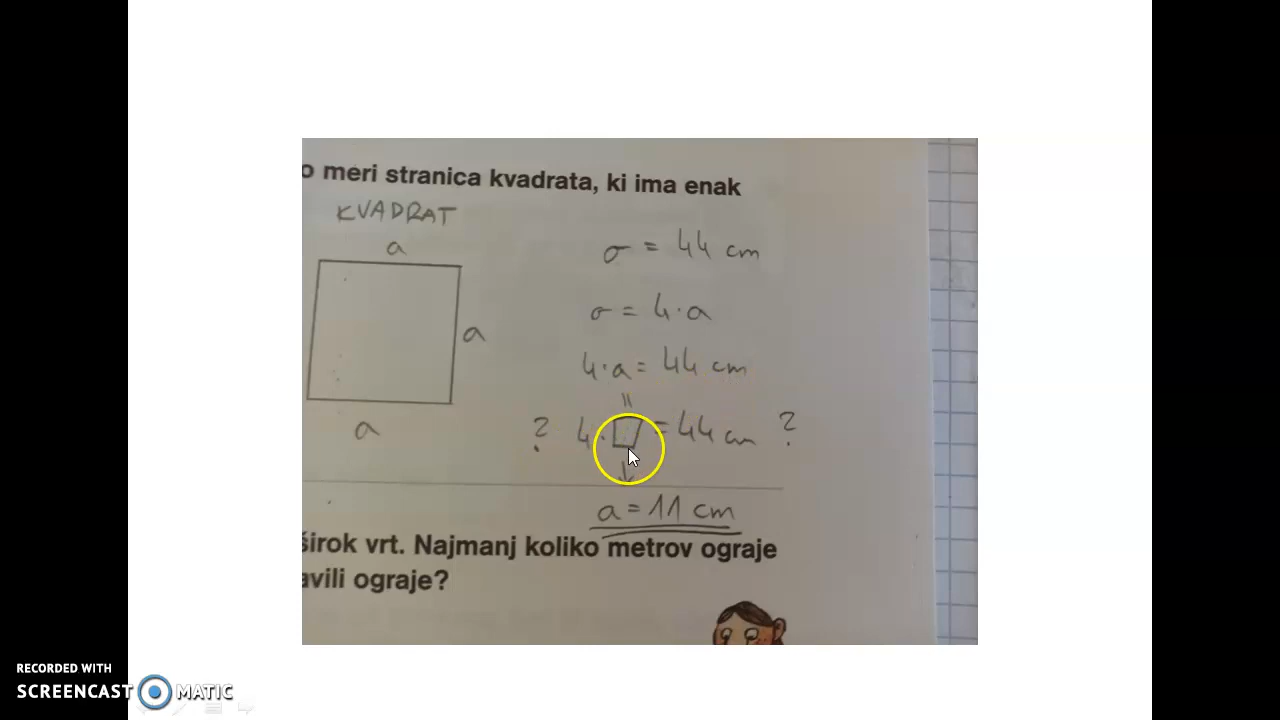 o meri stranica kvadrata, ki ima enak
KVADRAT
a
σ = 44 cm
σ = 4·a
a
4·a = 44 cm
=
? 4·□ = 44 cm ?
a
a = 11 cm
širok vrt. Najmanj koliko metrov ograje
avili ograje?
RECORDED WITH
SCREENCAST MATIC